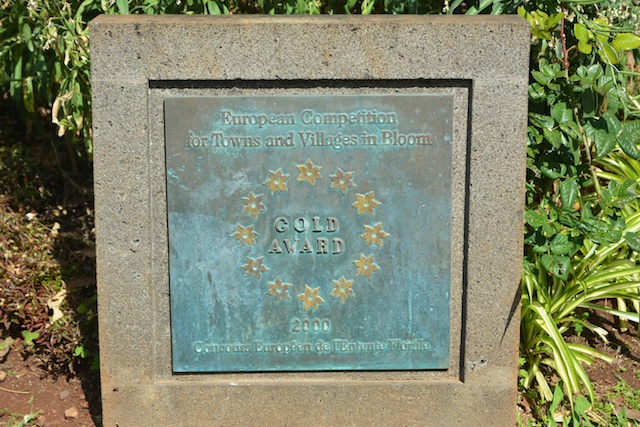 European Competition
for Towns and Villages in Bloom
GOLD
AWARD
2000
Concours Européen de l'Entente Florale